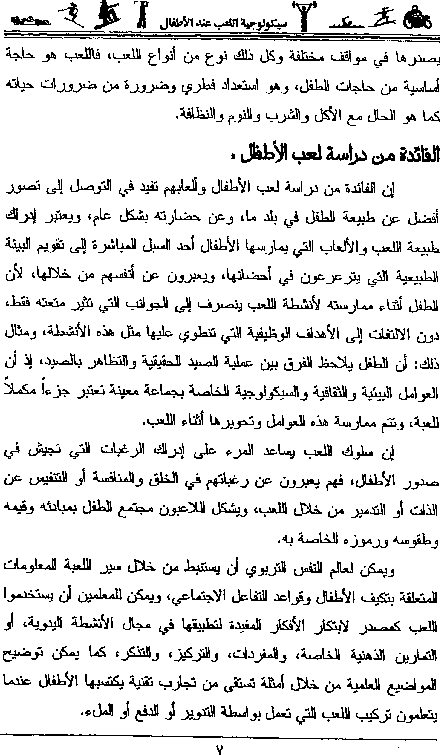 سيكولوجية اللعب عند الأطفال
يصدرها في مواقف مختلفة وكل ذلك نوع من أنواع اللعب، فاللعب هو حاجة
أساسية من حاجات الطفل، وهو استعداد فطري وضرورة من ضرورات حياته
كما هو الحال مع الأكل والشرب والنوم والنظافة.
الفائدة من دراسة لعب الأطفال :
إن الفائدة من دراسة لعب الأطفال وألعابهم تفيد في التوصل إلى تصور
أفضل عن طبيعة الطفل في بلد ما، وعن حضارته بشكل عام، ويعتبر إدراك
طبيعة اللعب والألعاب التي يمارسها الأطفال أحد السبل المباشرة إلى تقويم البيئة
الطبيعية التي يترعرعون في أحضانها، ويعبرون عن أنفسهم من خلالها، لأن
الطفل أثناء ممارسته لأنشطة اللعب ينصرف إلى الجوانب التي تثير متعته فقط،
دون الالتفات إلى الأهداف الوظيفية التي تنطوي عليها مثل هذه الأنشطة، ومثال
ذلك: أن الطفل يلاحظ الفرق بين عملية الصيد الحقيقية والتظاهر بالصيد، إذ أن
العوامل البيئية والثقافية والسيكولوجية الخاصة بجماعة معينة تعتبر جزءاً مكملاً
للعبة، وتتم ممارسة هذه العوامل وتحويرها أثناء اللعب.
إن سلوك اللعب يساعد المرء على إدراك الرغبات التي تجيش في
صدور الأطفال، فهم يعبرون عن رغباتهم في الخلق والمنافسة أو التنفيس عن
الذات أو التدمير من خلال اللعب، ويشكل اللاعبون مجتمع الطفل بمبادئه وقيمه
وطقوسه ورموزه الخاصة به.
ويمكن لعالم النفس التربوي أن يستنبط من خلال سير اللعبة المعلومات
المتعلقة بتكيف الأطفال وقواعد التفاعل الاجتماعي، ويمكن للمعلمين أن يستخدموا
اللعب كمصدر لابتكار الأفكار المفيدة لتطبيقها في مجال الأنشطة اليدوية، أو
التمارين الذهنية الخاصة، والمفردات، والتركيز، والتذكر، كما يمكن توضيح
المواضيع العلمية من خلال أمثلة تستقى من تجارب تقنية يكتسبها الأطفال عندما
يتعلمون تركيب اللعب التي تعمل بواسطة التدوير أو الدفع أو الملء.
٧